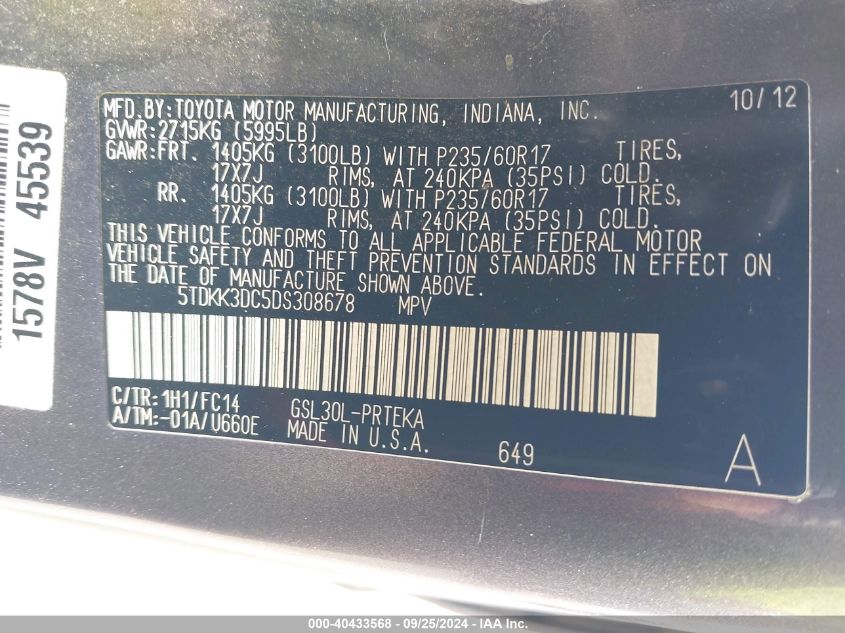 MFD.BY:TOYOTA MOTOR MANUFACTURING, INDIANA, INC. 10/12
GVWR:2715KG (5995LB)
GAWR:FRT. 1405KG (3100LB) WITH P235/60R17 TIRES,
17X7J RIMS, AT 240KPA (35PSI) COLD.
RR. 1405KG (3100LB) WITH P235/60R17 TIRES,
17X7J RIMS, AT 240KPA (35PSI) COLD.
THIS VEHICLE CONFORMS TO ALL APPLICABLE FEDERAL MOTOR
VEHICLE SAFETY AND THEFT PREVENTION STANDARDS IN EFFECT ON
THE DATE OF MANUFACTURE SHOWN ABOVE.
5TDKK3DC5DS308678 MPV
C/TR:1H1/FC14 GSL30L-PRTEKA
A/TM:-01A/U660E MADE IN U.S.A.
649
A
1578V 45539
000-40433568 - 09/25/2024 - IAA Inc.